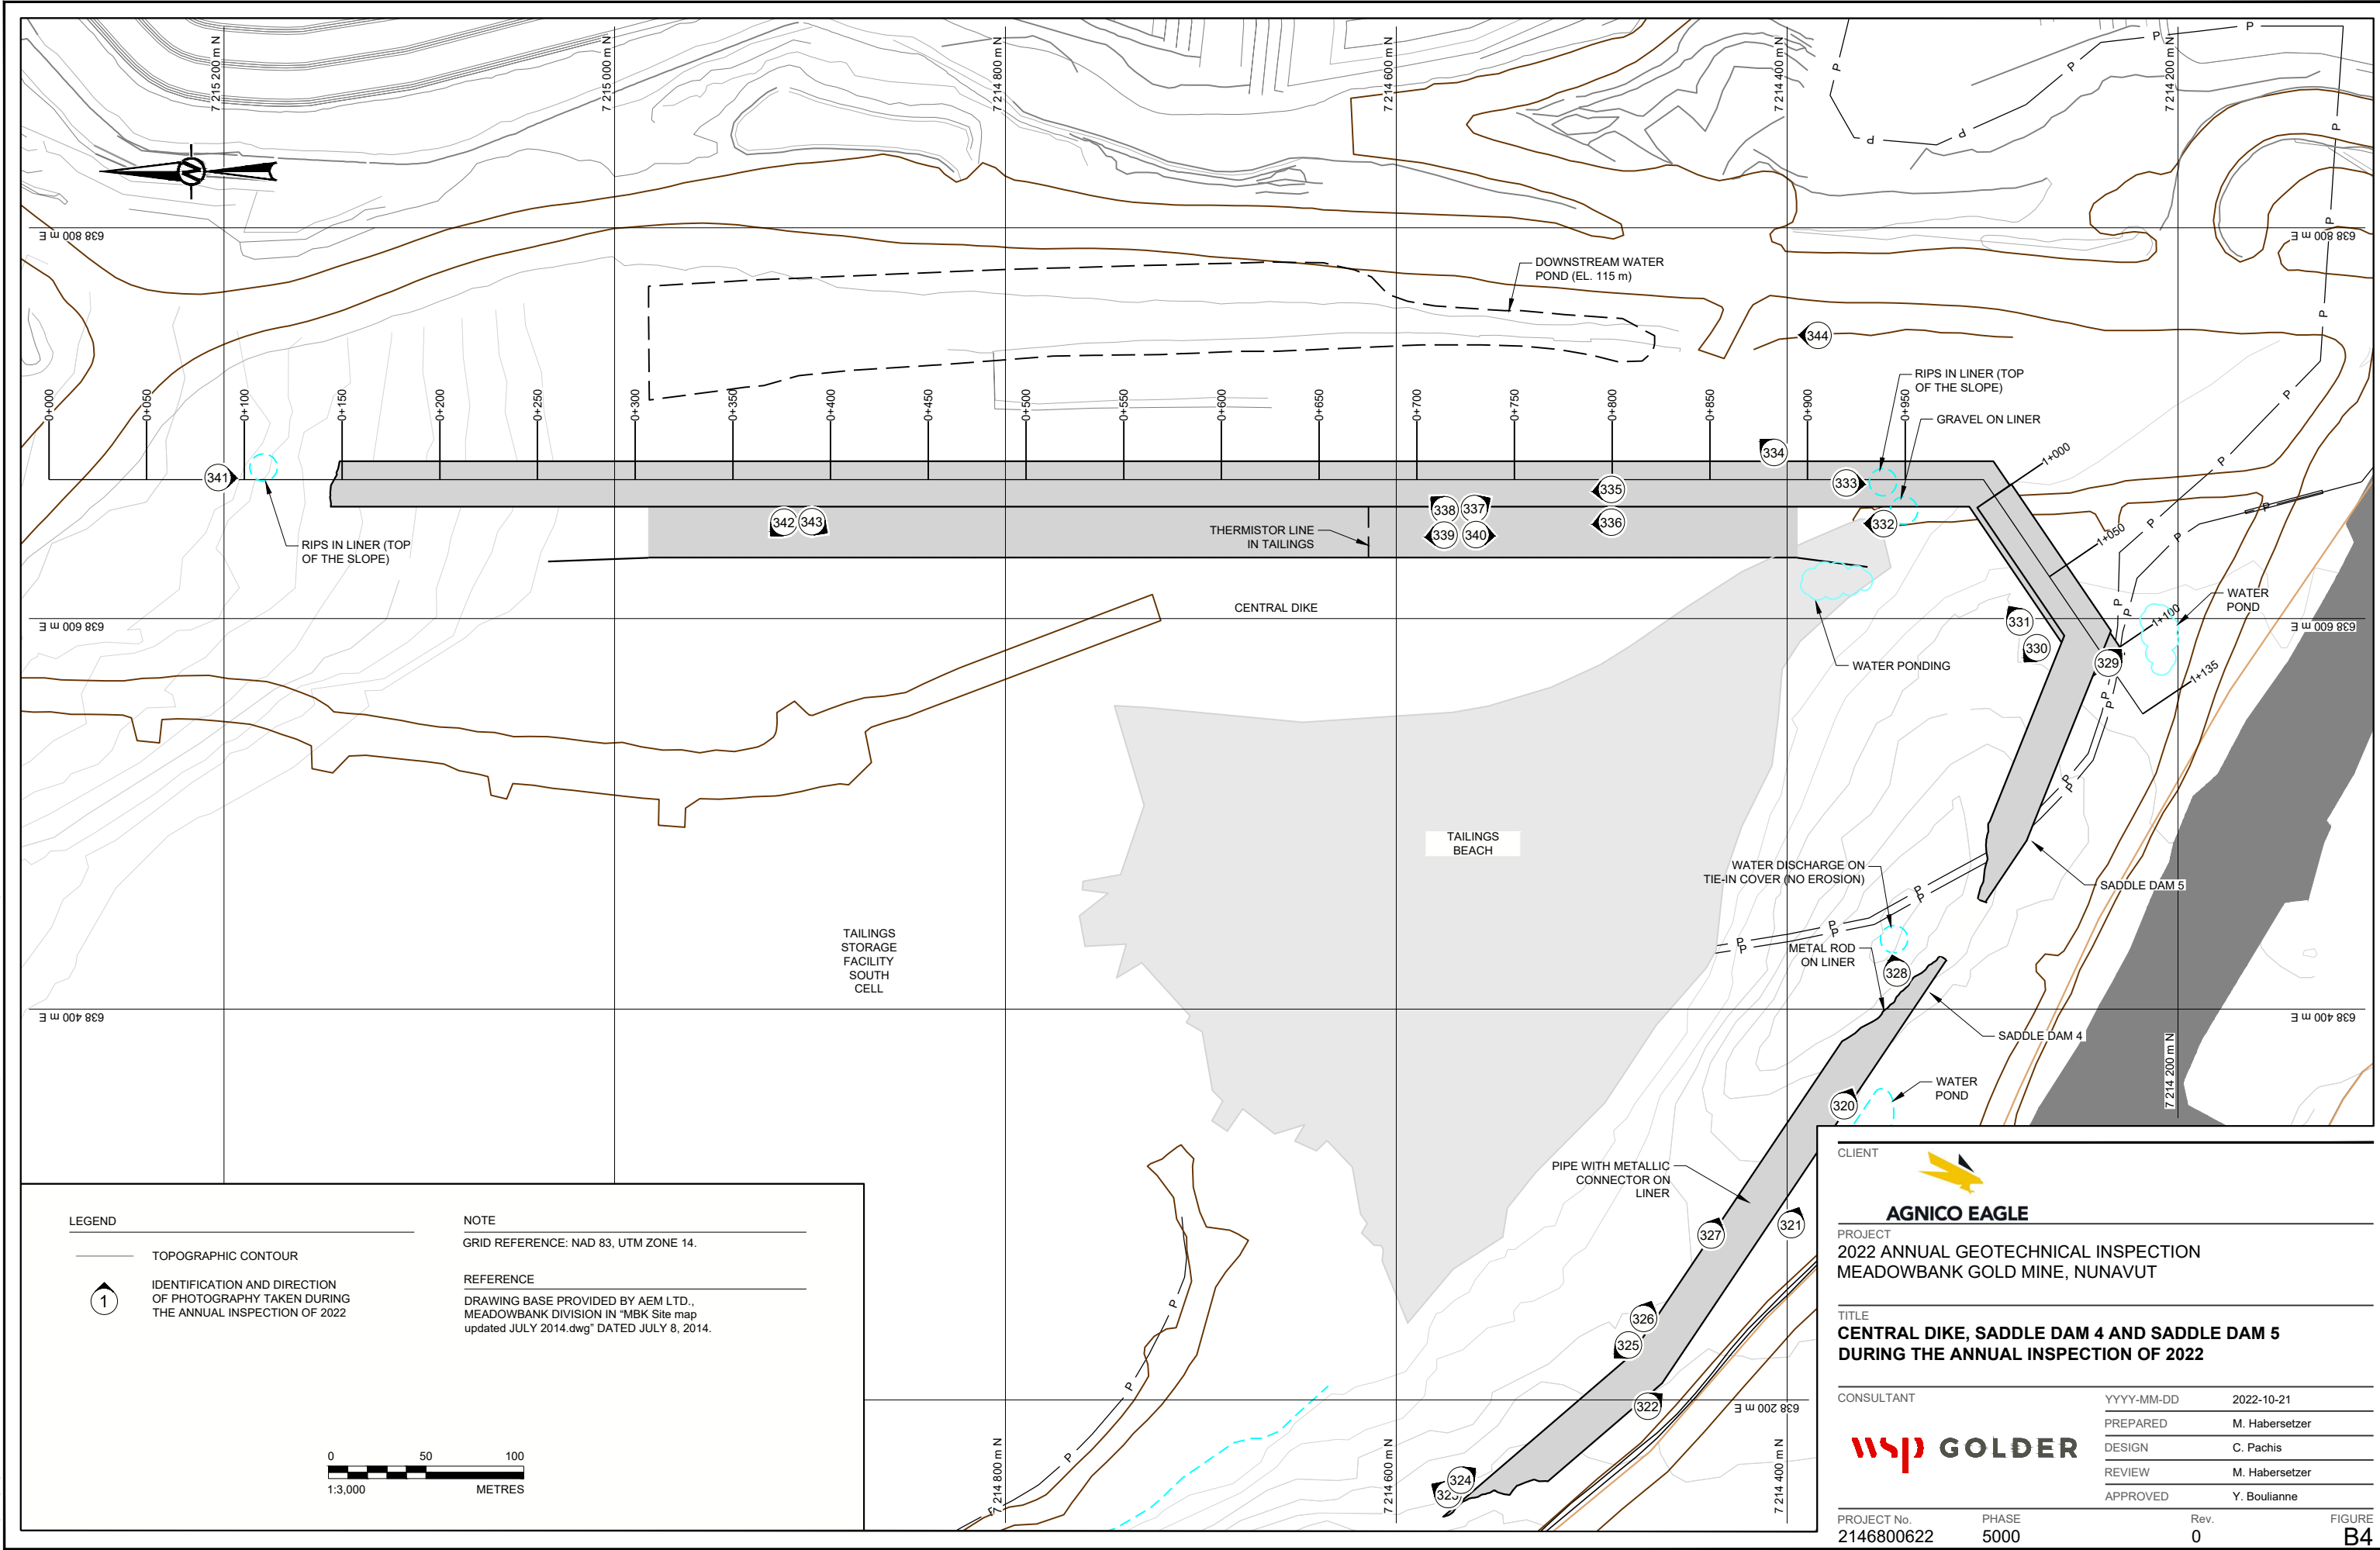 7 215 200 m N
7 215 000 m N
7 214 800 m N
7 214 600 m N
7 214 400 m N
7 214 200 m N
P
P
P
P
P
P
P
P
N
638 800 m E
638 800 m E
P
P
P
DOWNSTREAM WATER
POND (EL. 115 m)
344
RIPS IN LINER (TOP
OF THE SLOPE)
GRAVEL ON LINER
0+000
0+050
0+100
0+150
0+200
0+250
0+300
0+350
0+400
0+450
0+500
0+550
0+600
0+650
0+700
0+750
0+800
0+850
0+900
0+950
1+000
1+050
1+100
1+135
341
334
333
335
338
337
342
343
336
332
339
340
RIPS IN LINER (TOP
OF THE SLOPE)
THERMISTOR LINE
IN TAILINGS
P
P
P
P
P
P
CENTRAL DIKE
638 600 m E
638 600 m E
WATER
POND
331
330
329
WATER PONDING
P
P
P
P
P
P
TAILINGS
BEACH
WATER DISCHARGE ON
TIE-IN COVER (NO EROSION)
SADDLE DAM 5
P
P
P
P
P
P
TAILINGS
STORAGE
FACILITY
SOUTH
CELL
METAL ROD
ON LINER
328
638 400 m E
638 400 m E
SADDLE DAM 4
7 214 200 m N
WATER
POND
320
PIPE WITH METALLIC
CONNECTOR ON
LINER
321
327
326
325
322
638 200 m E
324
P
P
P
P
7 214 800 m N
7 214 600 m N
7 214 400 m N
LEGEND
TOPOGRAPHIC CONTOUR
1
IDENTIFICATION AND DIRECTION
OF PHOTOGRAPHY TAKEN DURING
THE ANNUAL INSPECTION OF 2022
NOTE
GRID REFERENCE: NAD 83, UTM ZONE 14.
REFERENCE
DRAWING BASE PROVIDED BY AEM LTD.,
MEADOWBANK DIVISION IN “MBK Site map
updated JULY 2014.dwg” DATED JULY 8, 2014.
0 50 100
1:3,000 METRES
CLIENT
AGNICO EAGLE
PROJECT
2022 ANNUAL GEOTECHNICAL INSPECTION
MEADOWBANK GOLD MINE, NUNAVUT
TITLE
CENTRAL DIKE, SADDLE DAM 4 AND SADDLE DAM 5
DURING THE ANNUAL INSPECTION OF 2022
CONSULTANT
wsp GOLDER
YYYY-MM-DD 2022-10-21
PREPARED M. Habersetzer
DESIGN C. Pachis
REVIEW M. Habersetzer
APPROVED Y. Boulianne
PROJECT No. PHASE Rev. FIGURE
2146800622 5000 0 B4